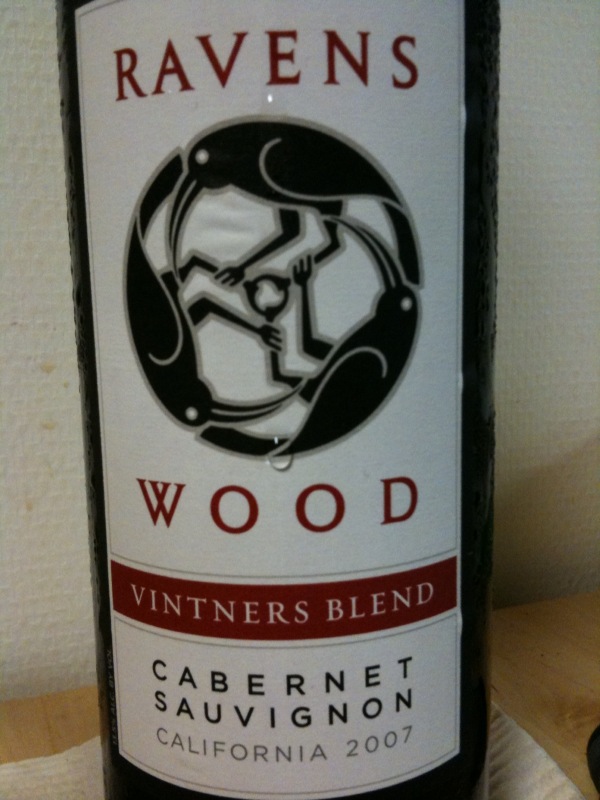 RAVENS
WOOD
VINTNERS BLEND
CABERNET
SAUVIGNON
CALIFORNIA 2007